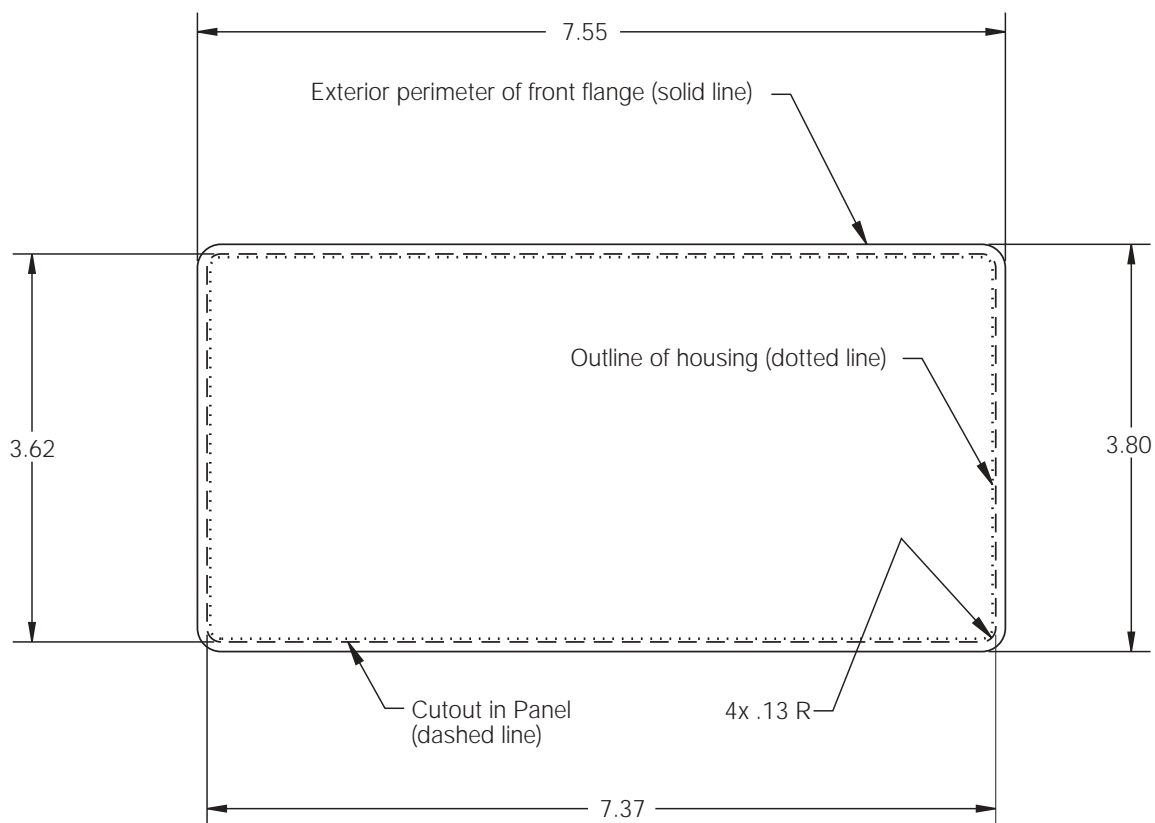 7.55
Exterior perimeter of front flange (solid line)
Outline of housing (dotted line)
3.62
3.80
Cutout in Panel
(dashed line)
4x .13 R
7.37